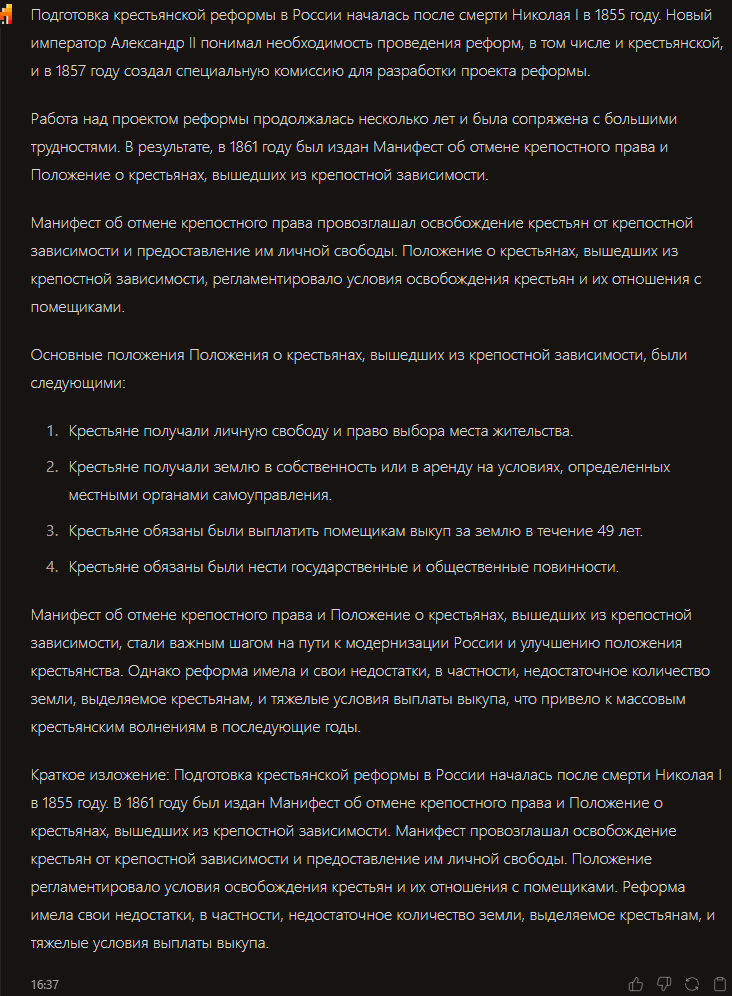 Подготовка крестьянской реформы в России началась после смерти Николая I в 1855 году. Новый
император Александр II понимал необходимость проведения реформ, в том числе и крестьянской,
и в 1857 году создал специальную комиссию для разработки проекта реформы.
Работа над проектом реформы продолжалась несколько лет и была сопряжена с большими
трудностями. В результате, в 1861 году был издан Манифест об отмене крепостного права и
Положение о крестьянах, вышедших из крепостной зависимости.
Манифест об отмене крепостного права провозглашал освобождение крестьян от крепостной
зависимости и предоставление им личной свободы. Положение о крестьянах, вышедших из
крепостной зависимости, регламентировало условия освобождения крестьян и их отношения с
помещиками.
Основные положения Положения о крестьянах, вышедших из крепостной зависимости, были
следующими:
1. Крестьяне получали личную свободу и право выбора места жительства.
2. Крестьяне получали землю в собственность или в аренду на условиях, определенных
местными органами самоуправления.
3. Крестьяне обязаны были выплатить помещикам выкуп за землю в течение 49 лет.
4. Крестьяне обязаны были нести государственные и общественные повинности.
Манифест об отмене крепостного права и Положение о крестьянах, вышедших из крепостной
зависимости, стали важным шагом на пути к модернизации России и улучшению положения
крестьянства. Однако реформа имела и свои недостатки, в частности, недостаточное количество
земли, выделяемое крестьянам, и тяжелые условия выплаты выкупа, что привело к массовым
крестьянским волнениям в последующие годы.
Краткое изложение: Подготовка крестьянской реформы в России началась после смерти Николая I
в 1855 году. В 1861 году был издан Манифест об отмене крепостного права и Положение о
крестьянах, вышедших из крепостной зависимости. Манифест провозглашал освобождение
крестьян от крепостной зависимости и предоставление им личной свободы. Положение
регламентировало условия освобождения крестьян и их отношения с помещиками. Реформа
имела свои недостатки, в частности, недостаточное количество земли, выделяемое крестьянам, и
тяжелые условия выплаты выкупа.
16:37